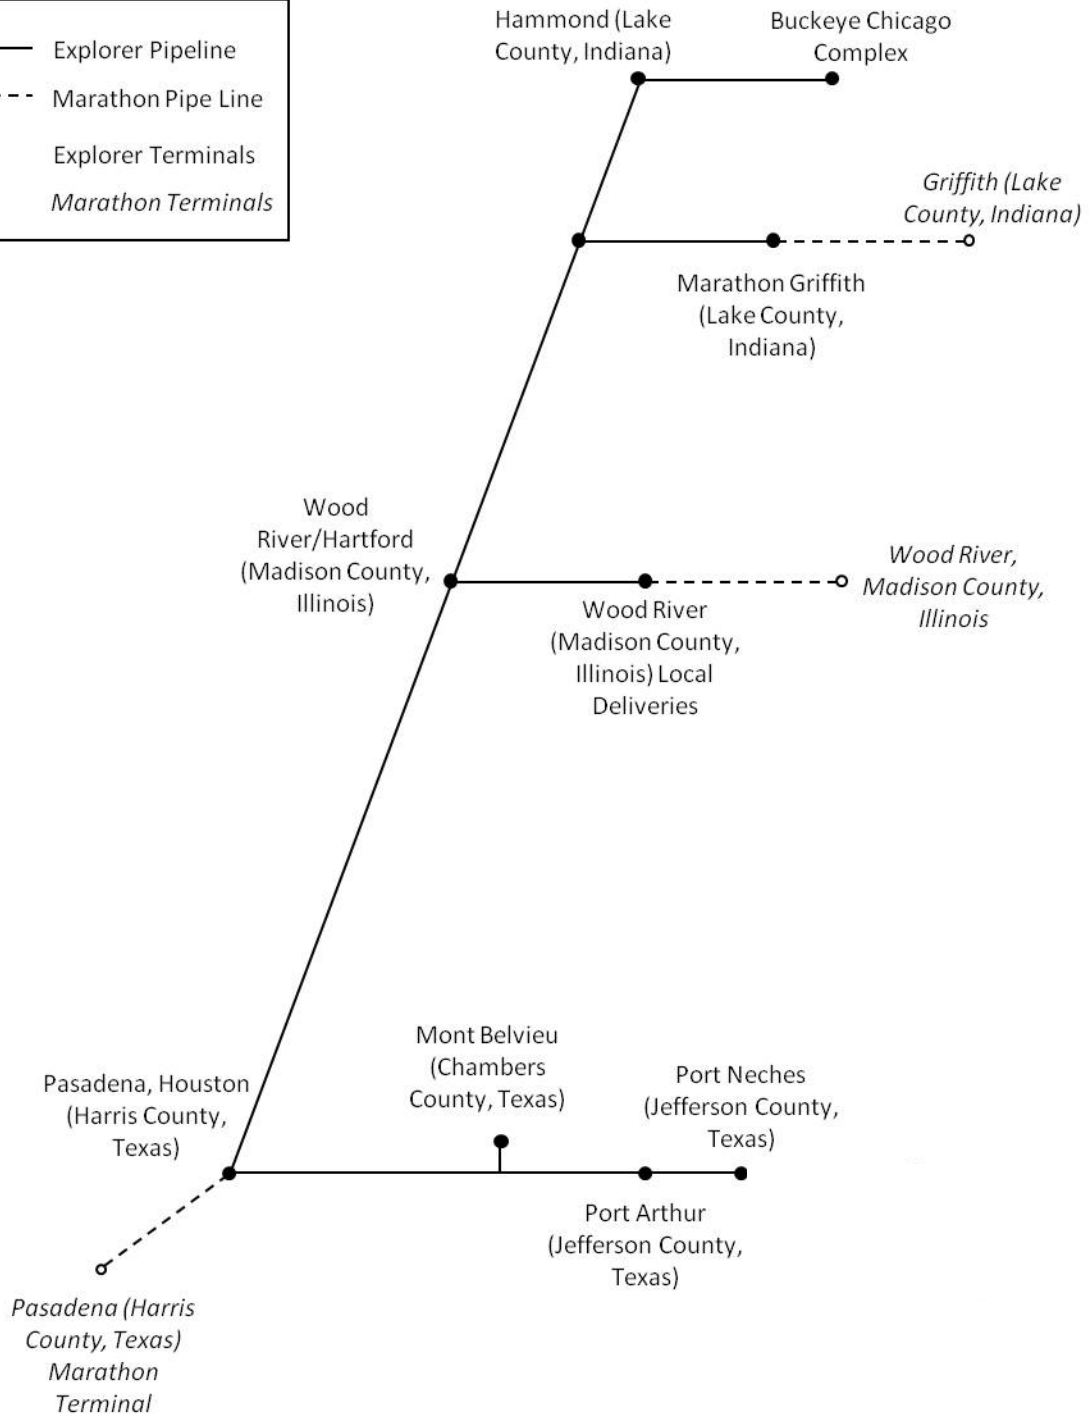 Explorer Pipeline
Marathon Pipe Line
Explorer Terminals
Marathon Terminals
Hammond (Lake
County, Indiana)
Buckeye Chicago
Complex
Griffith (Lake
County, Indiana)
Marathon Griffith
(Lake County,
Indiana)
Wood
River/Hartford
(Madison County,
Illinois)
Wood River,
Madison County,
Illinois
Wood River
(Madison County,
Illinois) Local
Deliveries
Mont Belvieu
(Chambers
County, Texas)
Port Neches
(Jefferson County,
Texas)
Pasadena, Houston
(Harris County,
Texas)
Port Arthur
(Jefferson County,
Texas)
Pasadena (Harris
County, Texas)
Marathon
Terminal